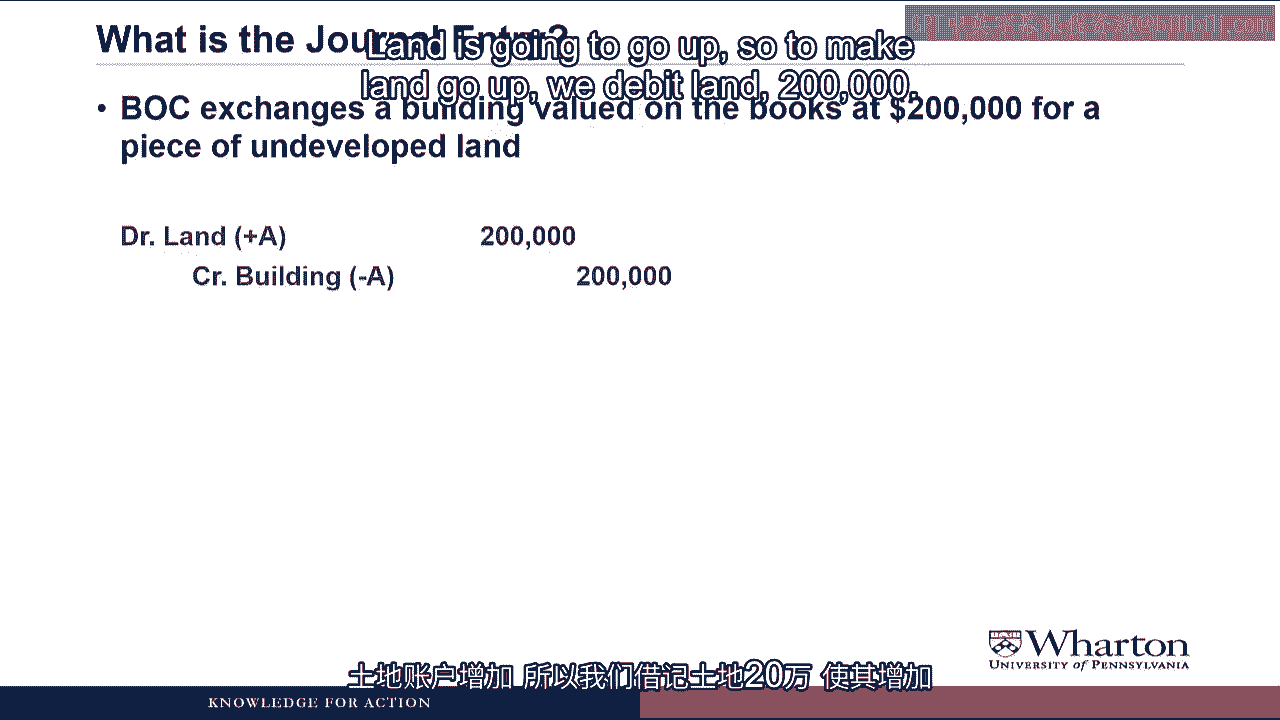 What is the Journal Entry?
Land is going to go up, so to make
land go up, we debit land, 200,000.
• BOC exchanges a building valued on the books at $200,000 for a
piece of undeveloped land
Dr. Land (+A) 200,000
Cr. Building (-A) 200,000
Wharton
UNIVERSITY of PENNSYLVANIA
土地账户增加 所以我们借记土地20万 使其增加
KNOWLEDGE FOR ACTION